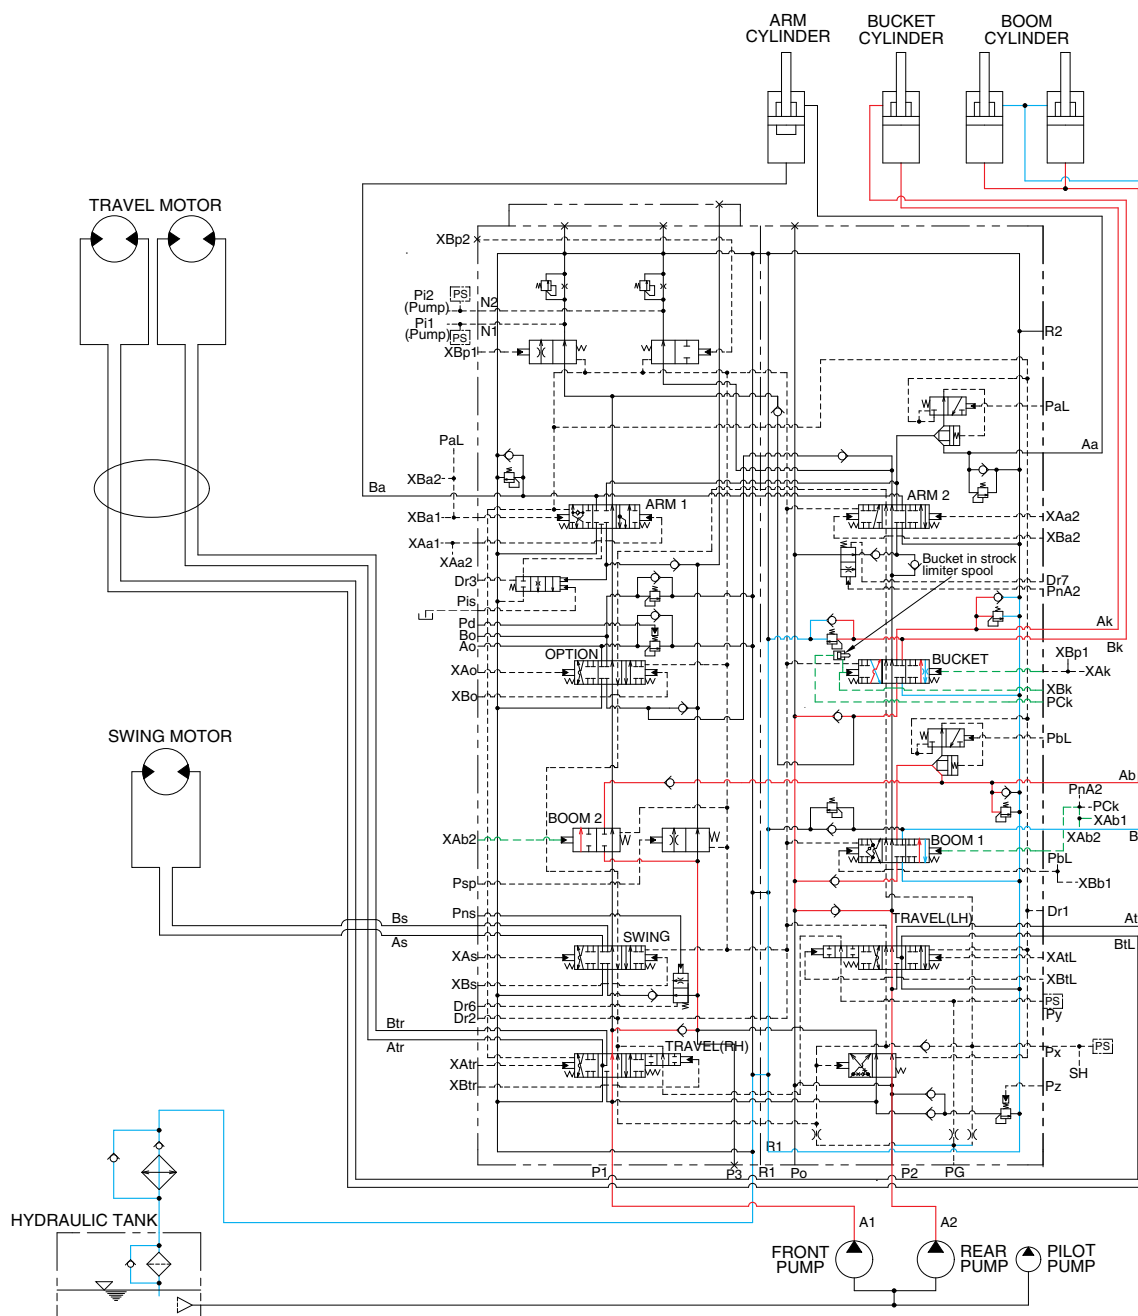 ARM
CYLINDER
BUCKET
CYLINDER
BOOM
CYLINDER
TRAVEL MOTOR
XBp2
Pi2
(Pump)
PS
N2
Pi1
(Pump)
PS
N1
XBp1
R2
PaL
Aa
PaL
XBa2
Ba
XBa1
XAa1
XAa2
ARM 1
ARM 2
XAa2
XBa2
Bucket in strock
limiter spool
Dr3
Pis
Pd
Bo
Ao
Dr7
PnA2
Ak
Bk
OPTION
XAo
XBo
BUCKET
XBp1
XAk
XBk
PCk
SWING MOTOR
PbL
Ab
PnA2
PCk
XAb1
XAb2
B
BOOM 2
XAb2
BOOM 1
PbL
XBb1
Psp
Pns
Bs
As
SWING
TRAVEL(LH)
Dr1
At
BtL
XAs
XBs
XAtL
XBtL
Dr6
Dr2
PS
Py
Btr
Atr
TRAVEL(RH)
XAtr
XBtr
Px
PS
SH
Pz
R1
P1
P3
R1
Po
P2
PG
HYDRAULIC TANK
A1
A2
FRONT
PUMP
REAR
PUMP
PILOT
PUMP